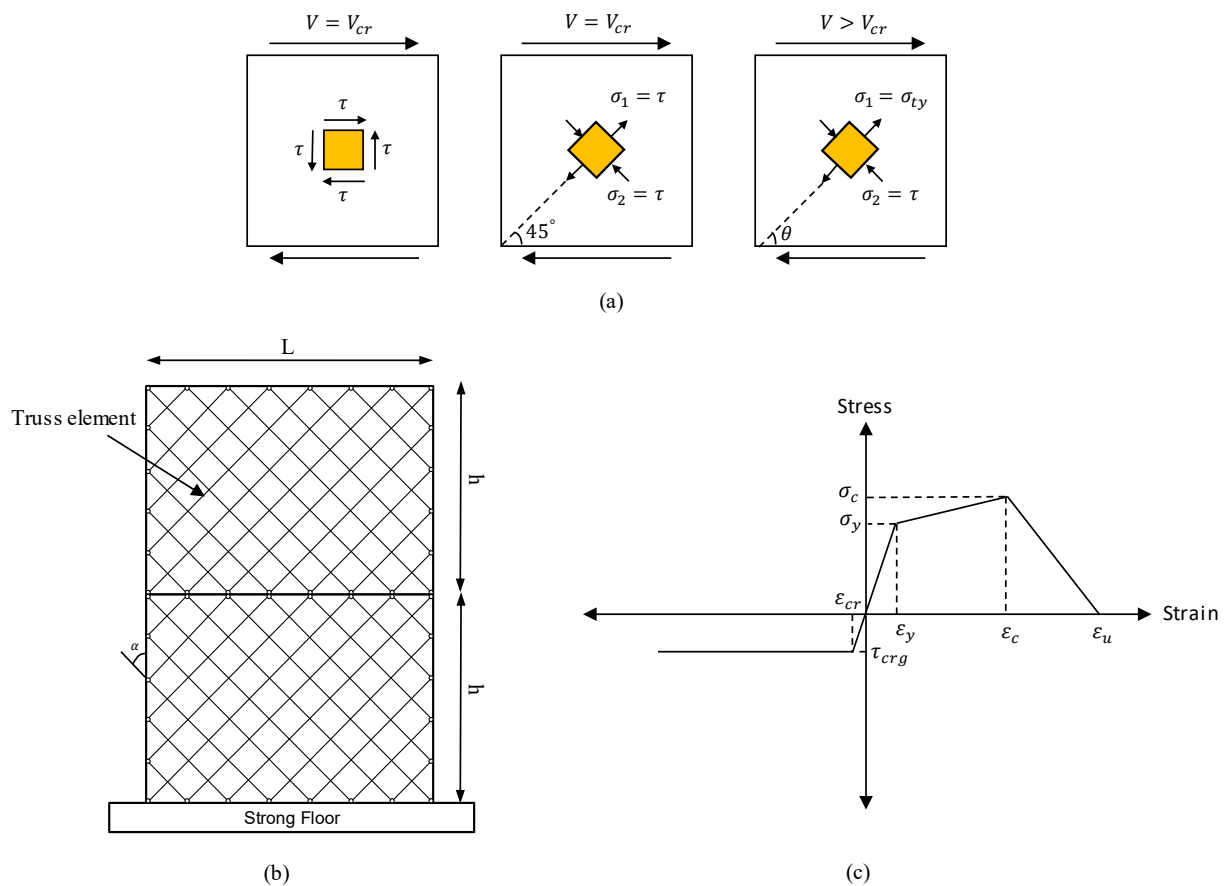 V = V_cr
V = V_cr
V > V_cr
τ
τ
τ
τ
σ_1 = τ
σ_2 = τ
45°
σ_1 = σ_ty
σ_2 = τ
θ
(a)
L
Truss element
h
α
h
Strong Floor
(b)
Stress
σ_c
σ_y
ε_cr
Strain
ε_y
ε_c
ε_u
τ_crg
(c)